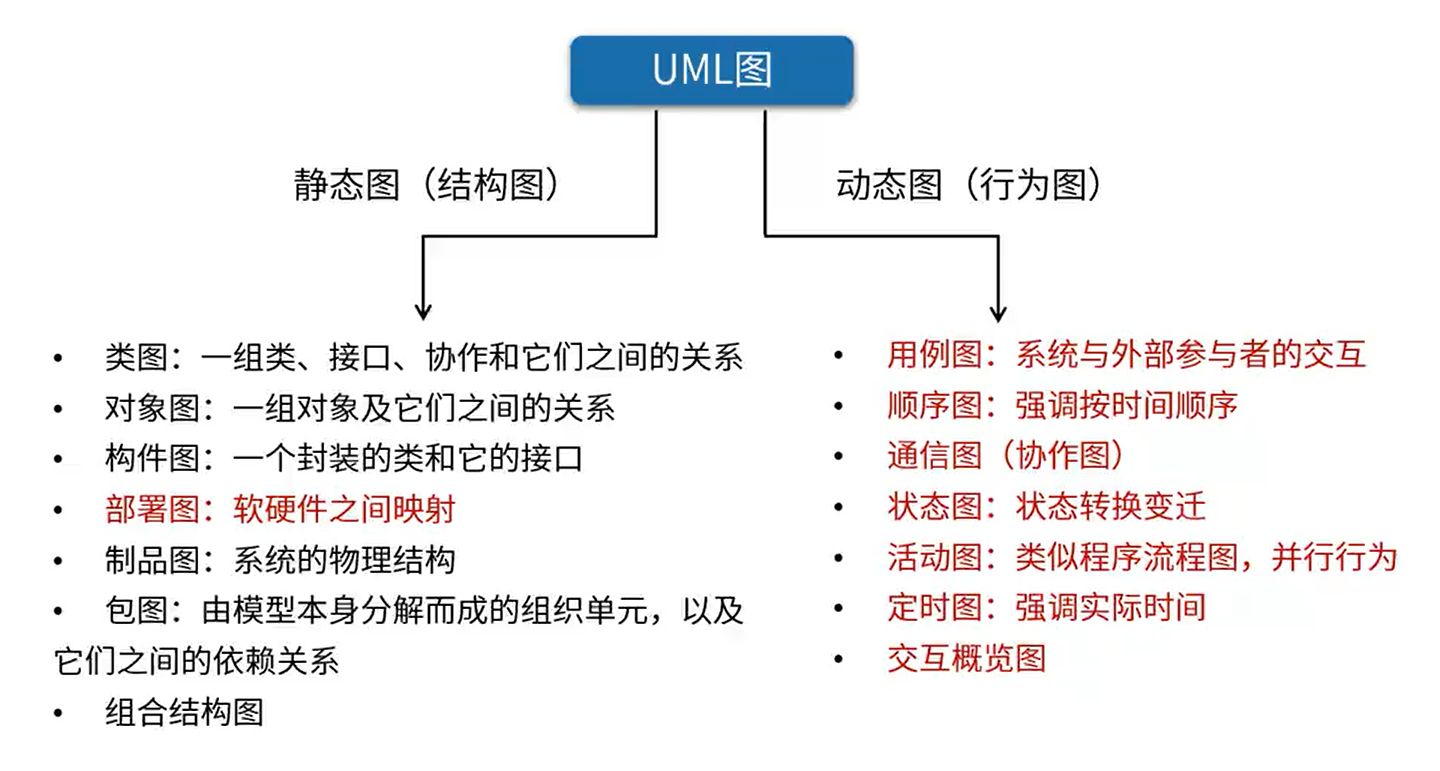 UML图
静态图（结构图）
动态图（行为图）
• 类图：一组类、接口、协作和它们之间的关系
• 对象图：一组对象及它们之间的关系
• 构件图：一个封装的类和它的接口
• 部署图：软硬件之间映射
• 制品图：系统的物理结构
• 包图：由模型本身分解而成的组织单元，以及
它们之间的依赖关系
• 组合结构图
• 用例图：系统与外部参与者的交互
• 顺序图：强调按时间顺序
• 通信图（协作图）
• 状态图：状态转换变迁
• 活动图：类似程序流程图，并行行为
• 定时图：强调实际时间
• 交互概览图